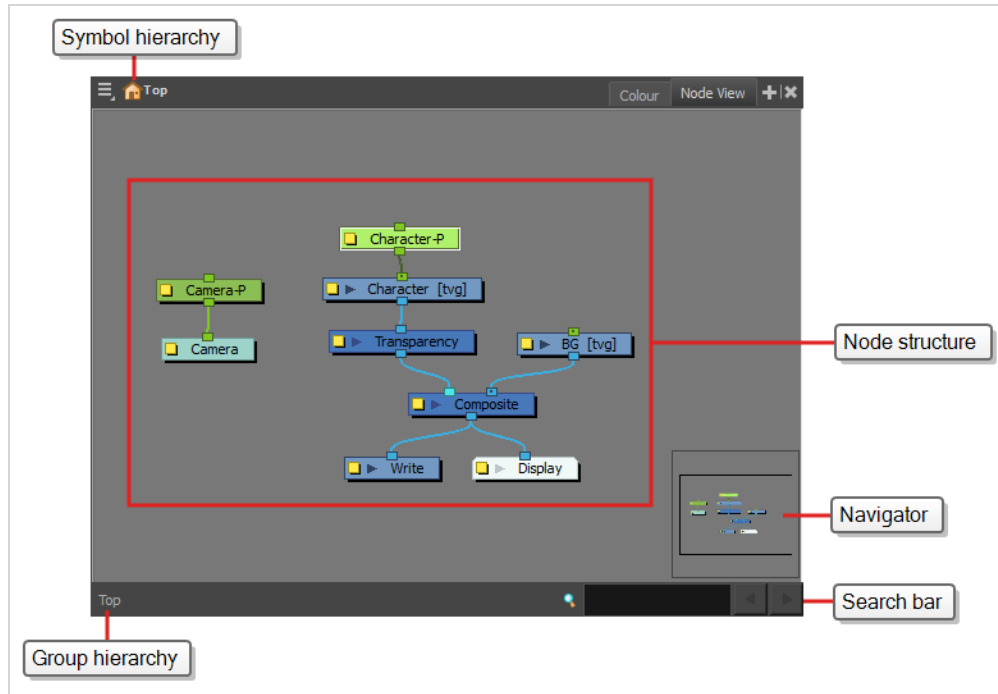 Symbol hierarchy
Top
Colour
Node View
Character-P
Camera-P
Character [tvg]
Camera
Transparency
BG [tvg]
Node structure
Composite
Write
Display
Navigator
Top
Search bar
Group hierarchy